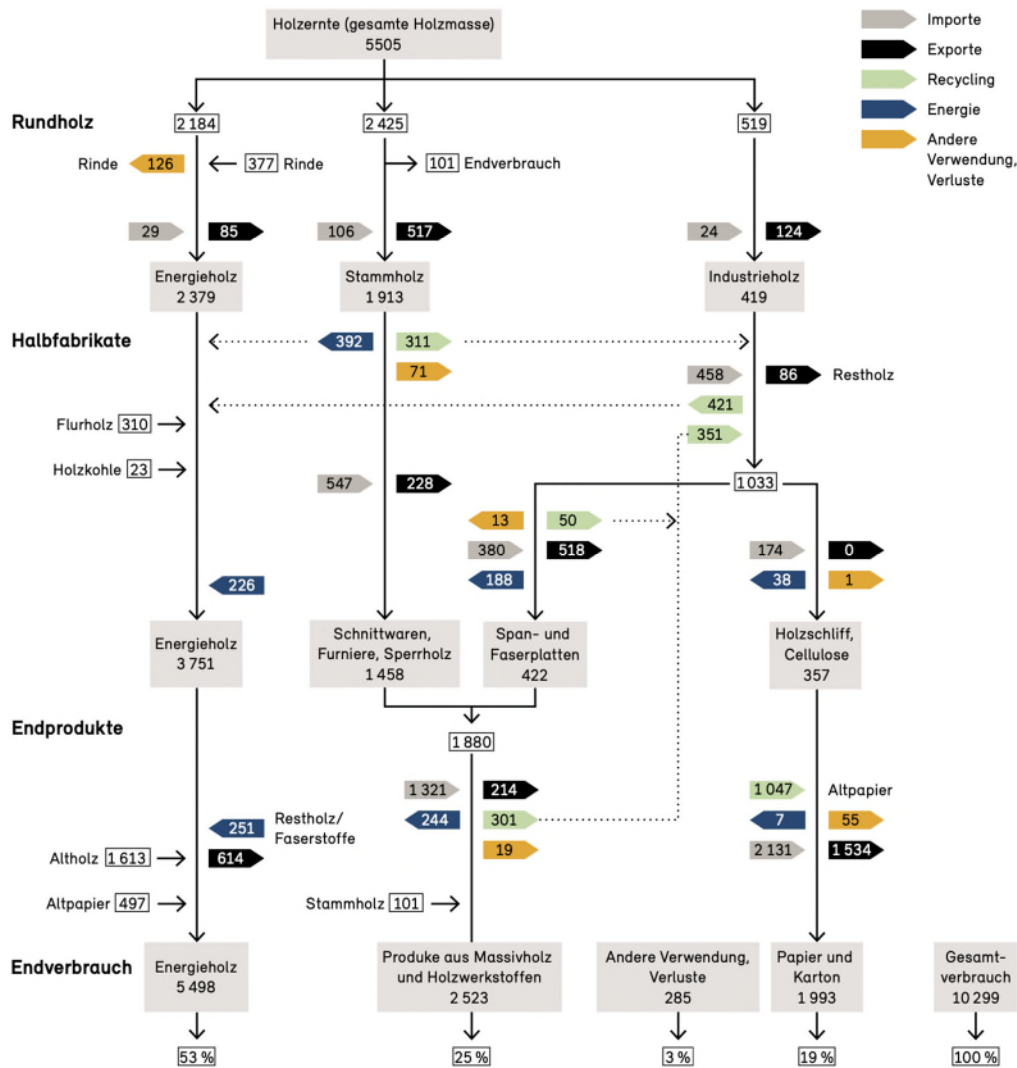 Holzernte (gesamte Holzmasse)
5505
Importe
Exporte
Recycling
Energie
Andere
Verwendung,
Verluste
Rundholz
2 184
2 425
519
Rinde
126
377
Rinde
101
Endverbrauch
29
85
106
517
24
124
Energieholz
2 379
Stammholz
1 913
Industrieholz
419
Halbfabrikate
392
311
71
458
86
Restholz
421
351
Flurholz
310
Holzkohle
23
547
228
1 033
13
50
380
518
188
174
0
38
1
226
Energieholz
3 751
Schnittwaren,
Furniere, Sperrholz
1 458
Span- und
Faserplatten
422
Holzschliff,
Cellulose
357
Endprodukte
1 880
1 321
214
244
301
19
1 047
Altpapier
7
55
2 131
1 534
251
Restholz/
Faserstoffe
614
Altholz
1 613
Altpapier
497
Stammholz
101
Endverbrauch
Energieholz
5 498
Produke aus Massivholz
und Holzwerkstoffen
2 523
Andere Verwendung,
Verluste
285
Papier und
Karton
1 993
Gesamt-
verbrauch
10 299
53 %
25 %
3 %
19 %
100 %